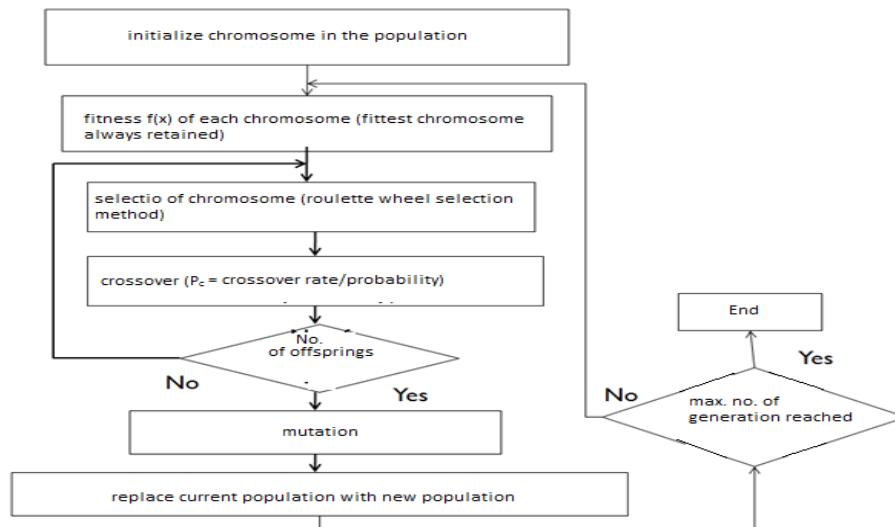 initialize chromosome in the population
fitness f(x) of each chromosome (fittest chromosome
always retained)
selectio of chromosome (roulette wheel selection
method)
crossover (Pc = crossover rate/probability)
No.
of offsprings
No
Yes
mutation
replace current population with new population
End
Yes
No
max. no. of
generation reached